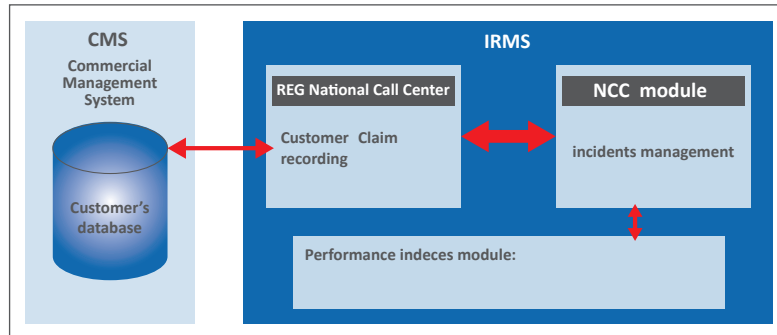 CMS
Commercial
Management
System
Customer's
database
IRMS
REG National Call Center
Customer Claim
recording
NCC module
incidents management
Performance indeces module: